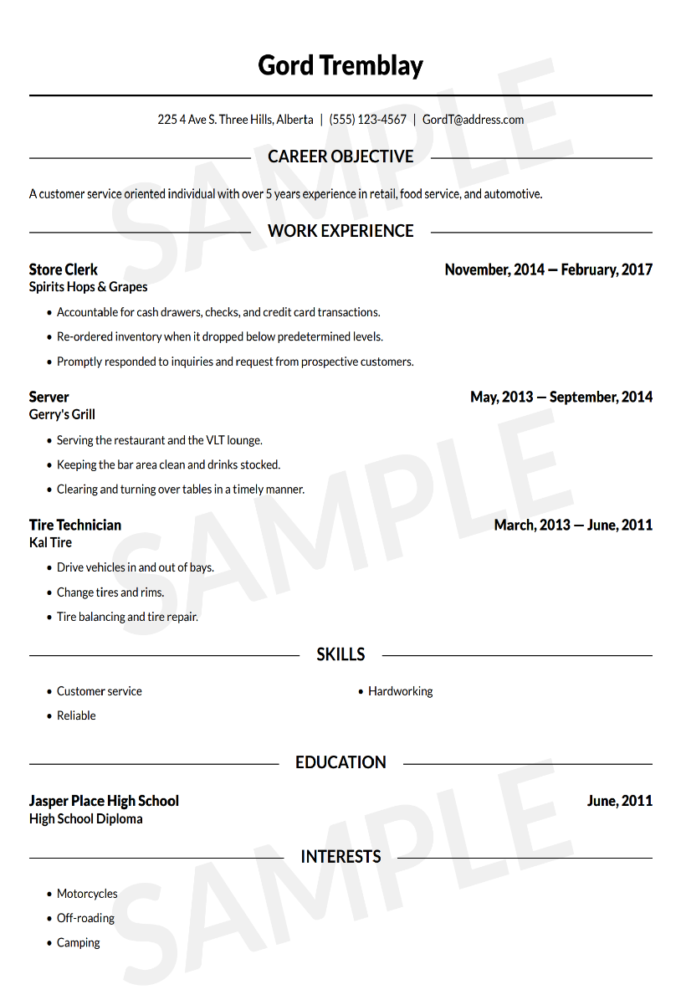 Gord Tremblay
225 4 Ave S. Three Hills, Alberta | (555) 123-4567 | GordT@address.com
CAREER OBJECTIVE
A customer service oriented individual with over 5 years experience in retail, food service, and automotive.
WORK EXPERIENCE
Store Clerk November, 2014 — February, 2017
Spirits Hops & Grapes
• Accountable for cash drawers, checks, and credit card transactions.
• Re-ordered inventory when it dropped below predetermined levels.
• Promptly responded to inquiries and request from prospective customers.
Server May, 2013 — September, 2014
Gerry's Grill
• Serving the restaurant and the VLT lounge.
• Keeping the bar area clean and drinks stocked.
• Clearing and turning over tables in a timely manner.
Tire Technician March, 2013 — June, 2011
Kal Tire
• Drive vehicles in and out of bays.
• Change tires and rims.
• Tire balancing and tire repair.
SKILLS
• Customer service • Hardworking
• Reliable
EDUCATION
Jasper Place High School June, 2011
High School Diploma
INTERESTS
• Motorcycles
• Off-roading
• Camping
SAMPLE
SAMPLE
SAMPLE